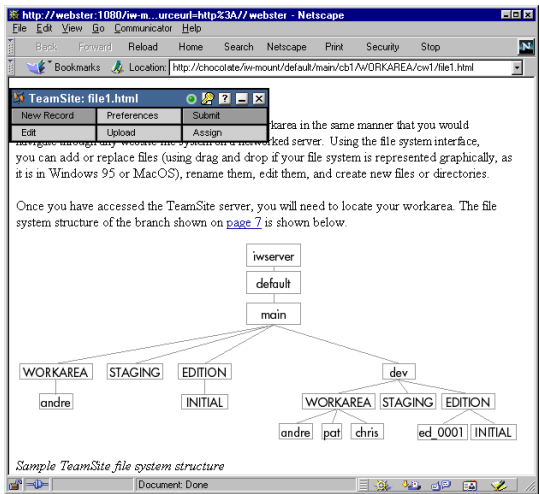 http://webster:1080/iw-m...urceurl=http%3A//webster - Netscape
File Edit View Go Communicator Help
Back Forward Reload Home Search Netscape Print Security Stop
N
Bookmarks Location: http://chocolate/iw-mount/default/main/cb1/WORKAREA/cw1/file1.html
TeamSite: file1.html
New Record Preferences Submit
Edit Upload Assign
karea in the same manner that you would
navigate through any website file system on a networked server. Using the file system interface,
you can add or replace files (using drag and drop if your file system is represented graphically, as
it is in Windows 95 or MacOS), rename them, edit them, and create new files or directories.
Once you have accessed the TeamSite server, you will need to locate your workarea. The file
system structure of the branch shown on page 7 is shown below.
iwserver
default
main
WORKAREA STAGING EDITION dev
andre INITIAL WORKAREA STAGING EDITION
andre pat chris ed_0001 INITIAL
Sample TeamSite file system structure
Document: Done